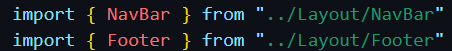 import { NavBar } from "../Layout/NavBar"
import { Footer } from "../Layout/Footer"